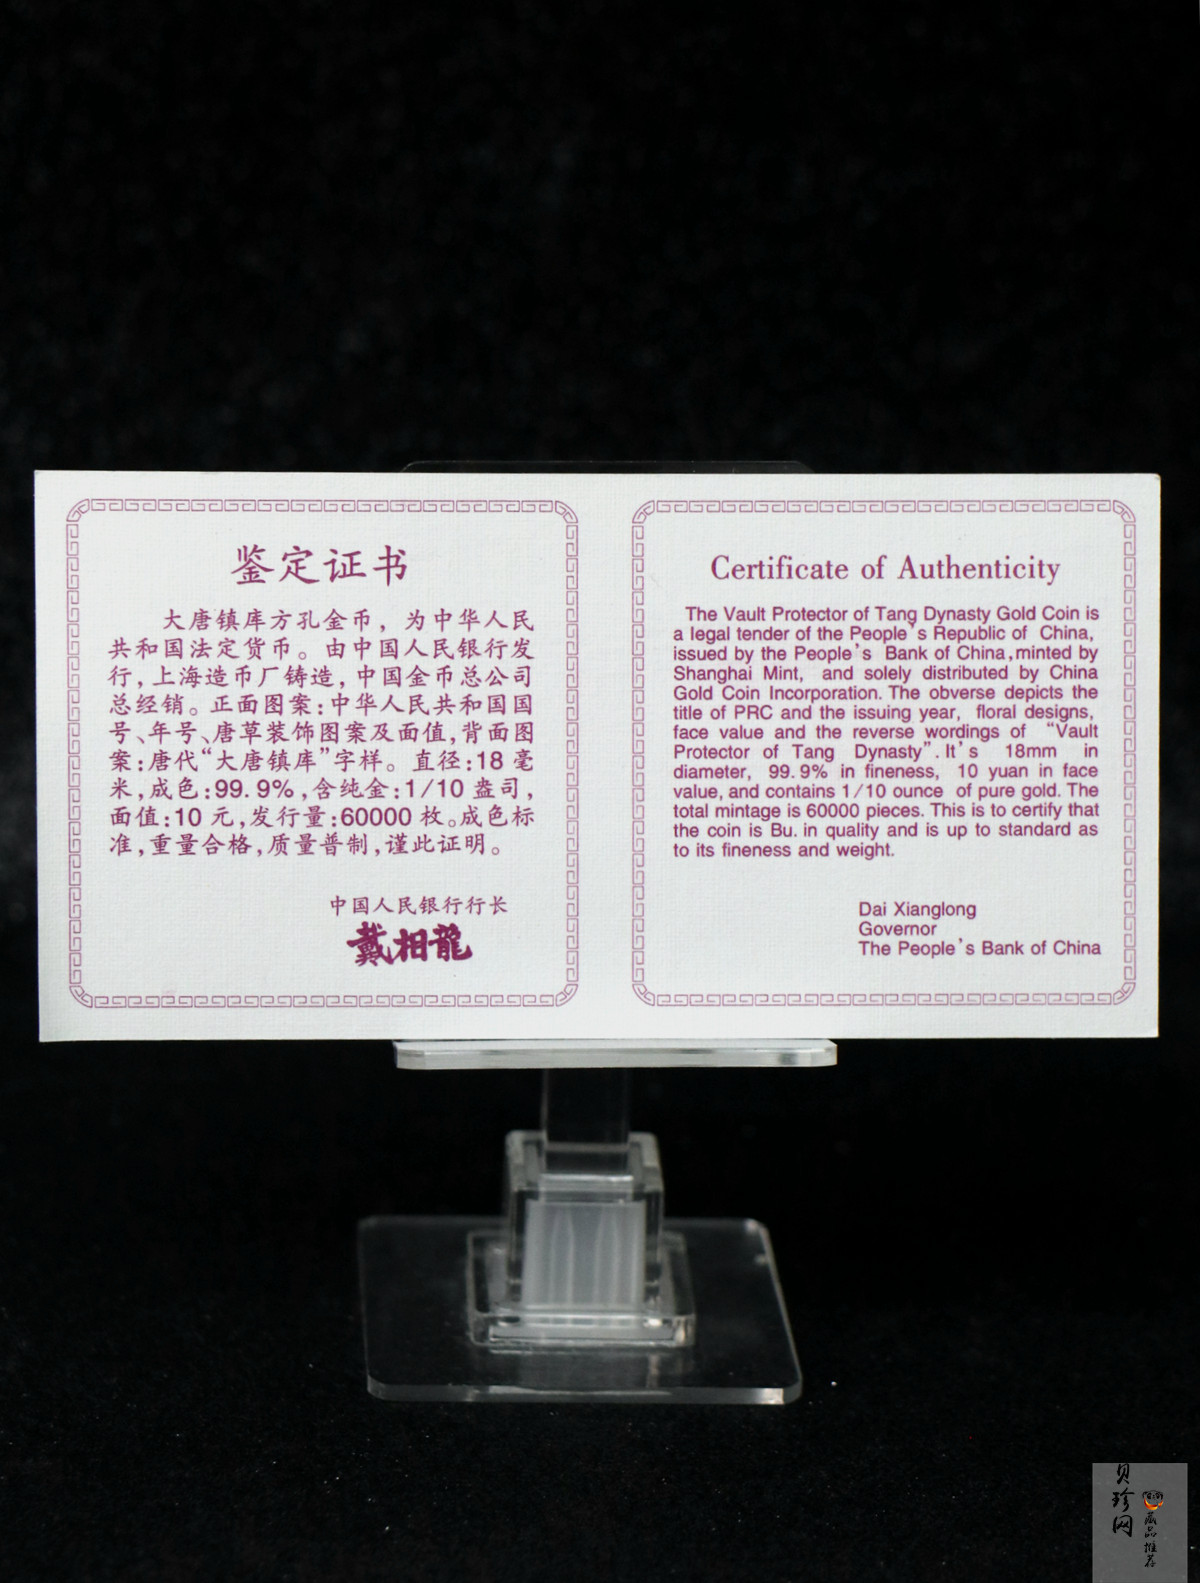 鉴定证书
大唐镇库方孔金币，为中华人民
共和国法定货币。由中国人民银行发
行，上海造币厂铸造，中国金币总公司
总经销。正面图案：中华人民共和国国
号、年号、唐草装饰图案及面值，背面图
案：唐代“大唐镇库”字样。直径：18毫
米，成色：99.9%，含纯金：1/10盎司，
面值：10元，发行量：60000枚。成色标
准，重量合格，质量普制，谨此证明。
中国人民银行行长
戴相龍
Certificate of Authenticity
The Vault Protector of Tang Dynasty Gold Coin is
a legal tender of the People's Republic of China,
issued by the People's Bank of China, minted by
Shanghai Mint, and solely distributed by China
Gold Coin Incorporation. The obverse depicts the
title of PRC and the issuing year, floral designs,
face value and the reverse wordings of “Vault
Protector of Tang Dynasty”. It's 18mm in
diameter, 99.9% in fineness, 10 yuan in face
value, and contains 1/10 ounce of pure gold. The
total mintage is 60000 pieces. This is to certify that
the coin is Bu. in quality and is up to standard as
to its fineness and weight.
Dai Xianglong
Governor
The People's Bank of China
贝珍网
藏品推荐